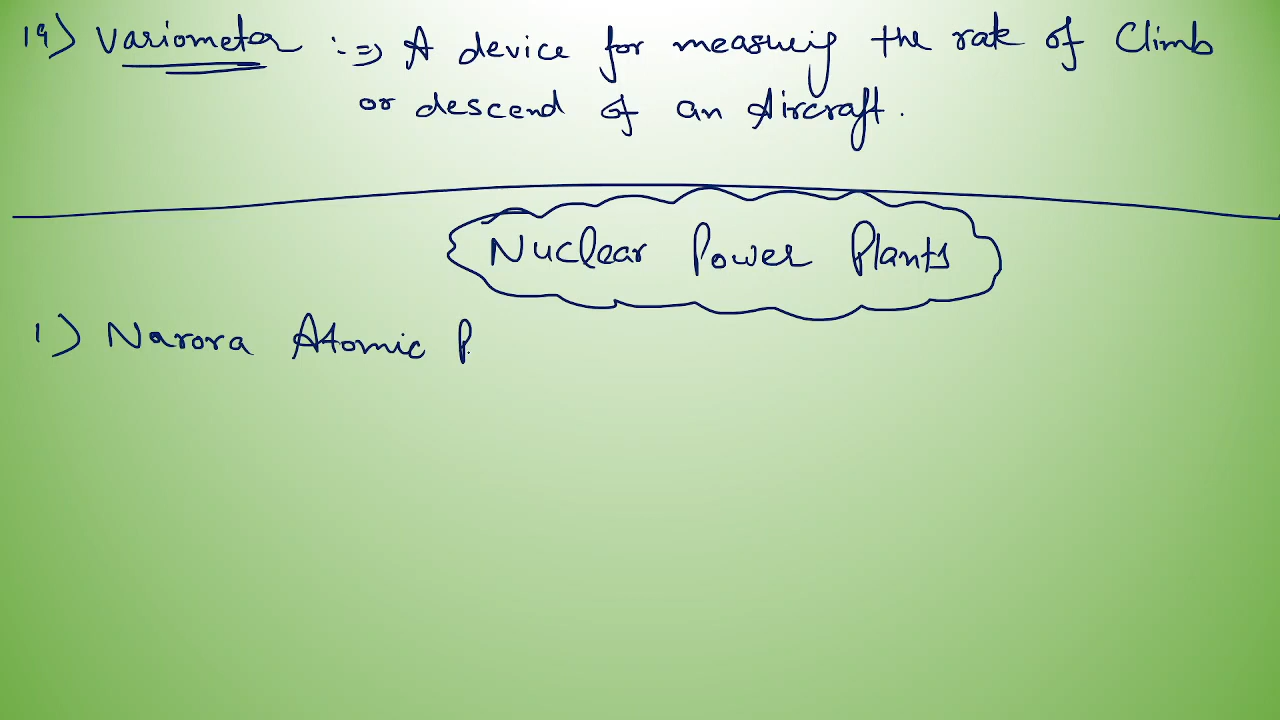 19) Variometer :- => A device for measuring the rate of Climb
or descend of an Aircraft.
Nuclear Power Plants
1) Narora Atomic P